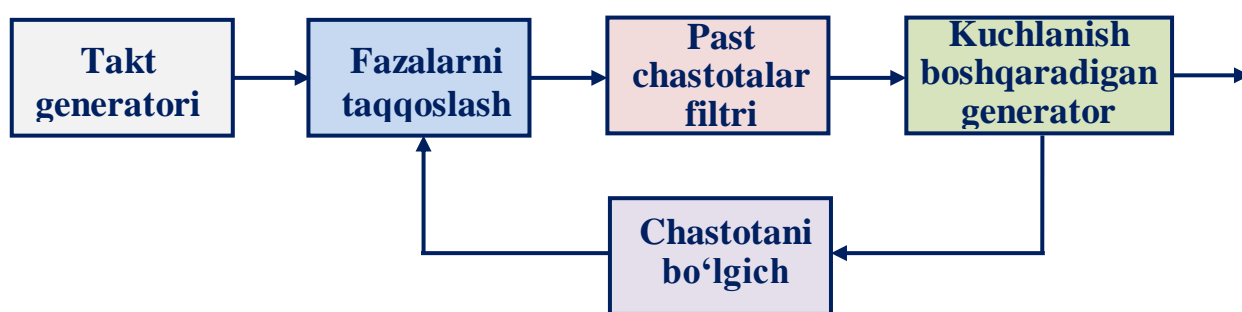 Takt
generatori
Fazalarni
taqqoslash
Past
chastotalar
filtri
Kuchlanish
boshqaradigan
generator
Chastotani
bo‘lgich